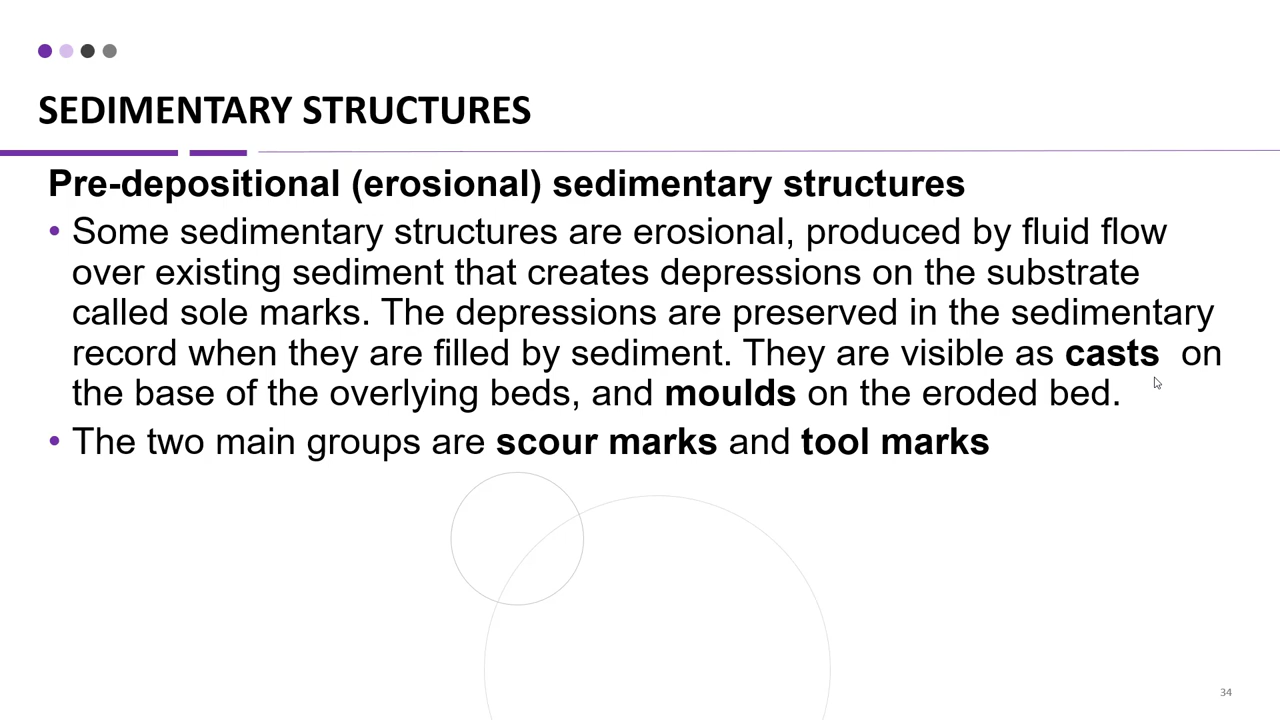 SEDIMENTARY STRUCTURES
Pre-depositional (erosional) sedimentary structures
• Some sedimentary structures are erosional, produced by fluid flow
over existing sediment that creates depressions on the substrate
called sole marks. The depressions are preserved in the sedimentary
record when they are filled by sediment. They are visible as casts on
the base of the overlying beds, and moulds on the eroded bed.
• The two main groups are scour marks and tool marks
34